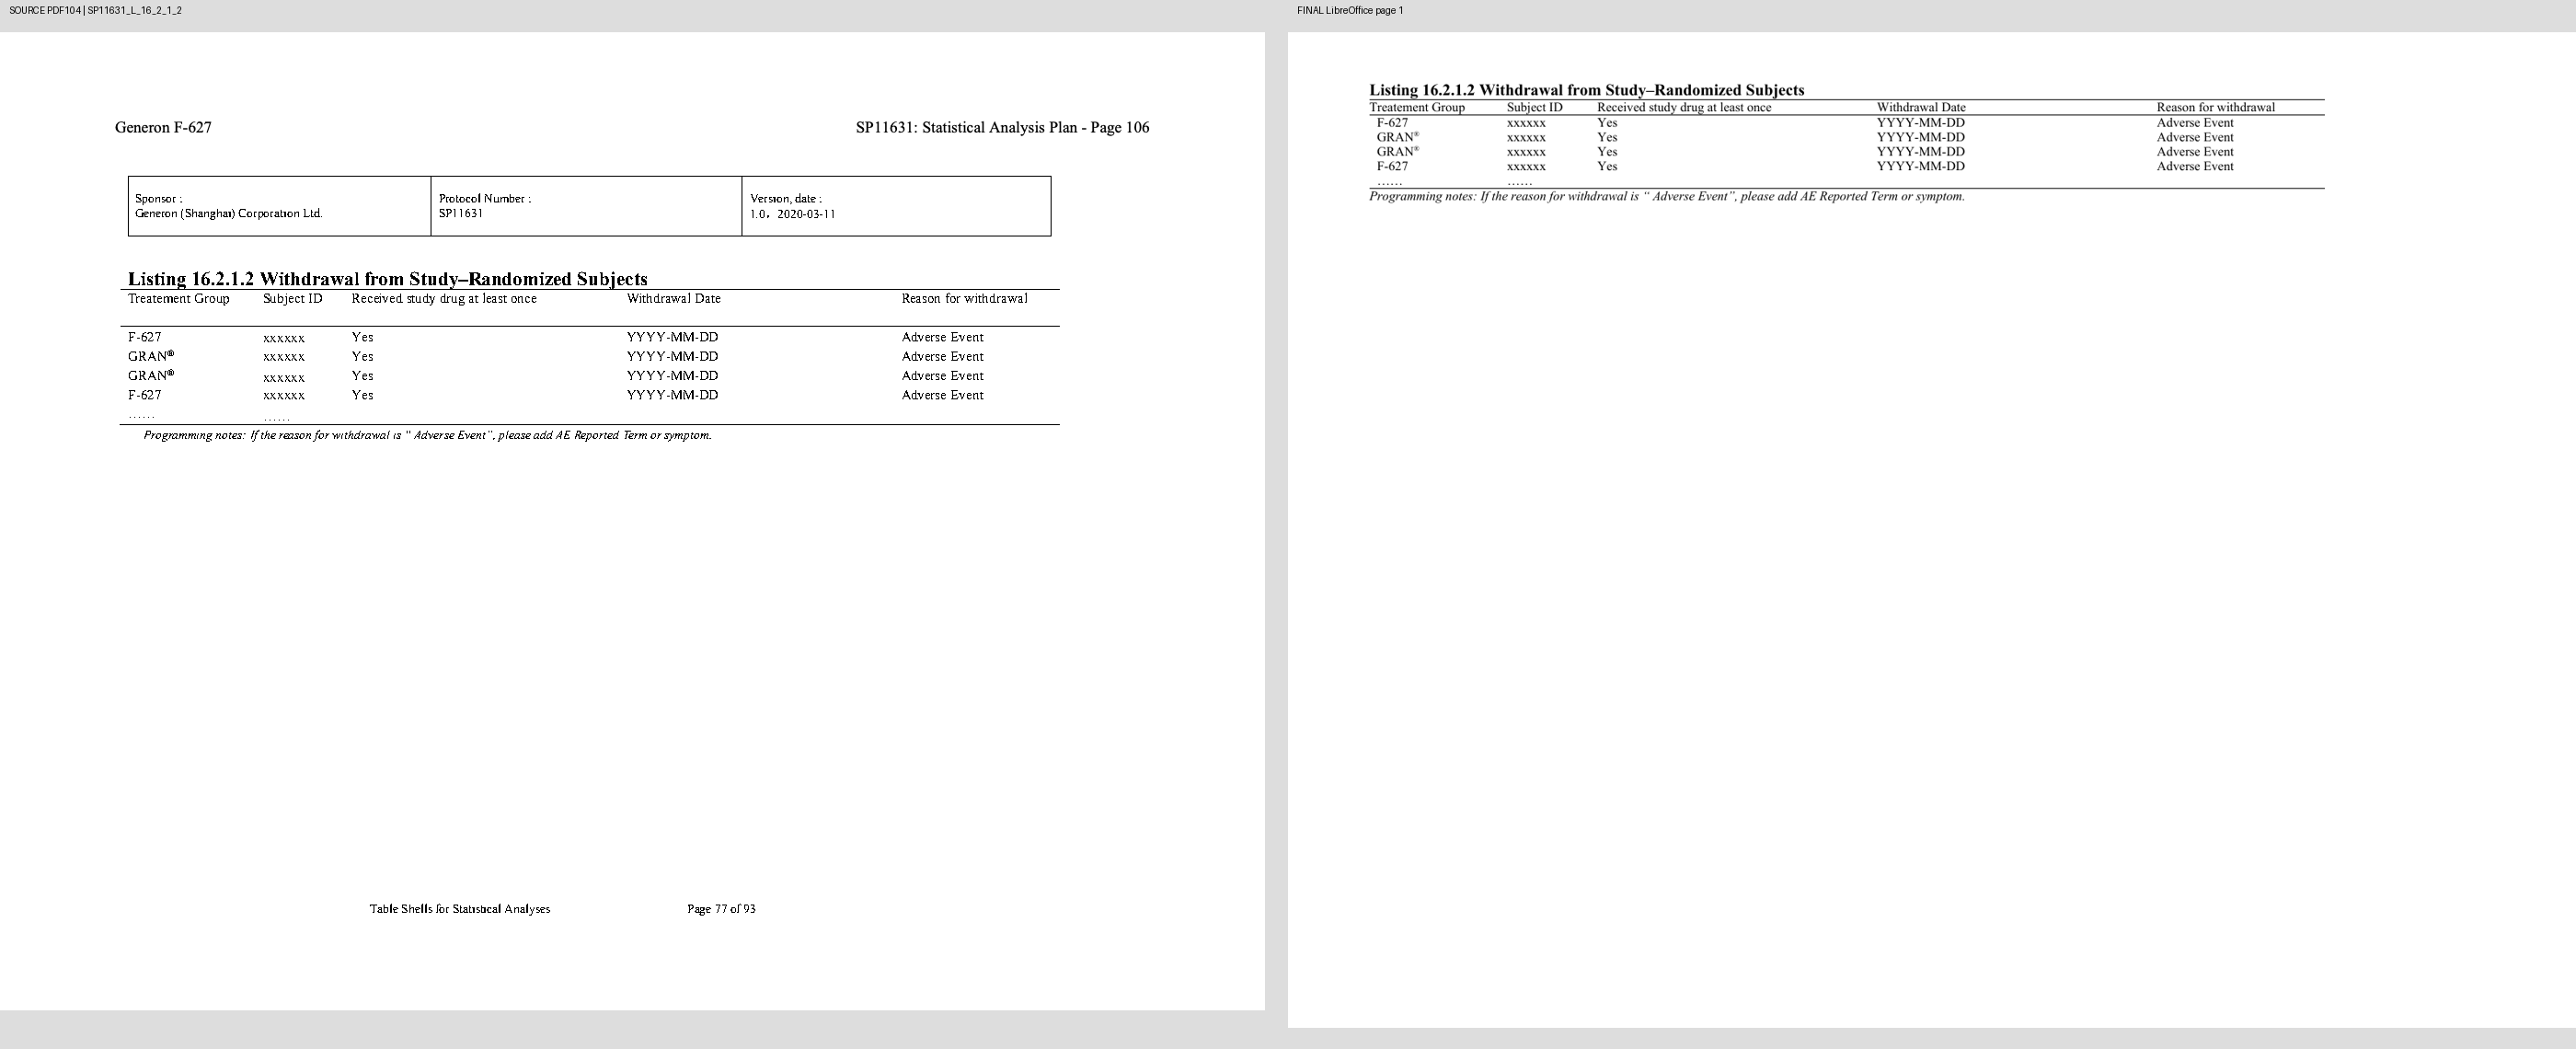 SOURCE PDF104 | SP11631_L_16_2_1_2
Generon F-627 SP11631: Statistical Analysis Plan - Page 106
Sponsor : Protocol Number : Version, date :
Generon (Shanghai) Corporation Ltd. SP11631 1.0, 2020-03-11
Listing 16.2.1.2 Withdrawal from Study–Randomized Subjects
Treatement Group Subject ID Received study drug at least once Withdrawal Date Reason for withdrawal
F-627 xxxxxx Yes YYYY-MM-DD Adverse Event
GRAN® xxxxxx Yes YYYY-MM-DD Adverse Event
GRAN® xxxxxx Yes YYYY-MM-DD Adverse Event
F-627 xxxxxx Yes YYYY-MM-DD Adverse Event
...... ......
Programming notes: If the reason for withdrawal is “ Adverse Event”, please add AE Reported Term or symptom.
Table Shells for Statistical Analyses Page 77 of 93
FINAL LibreOffice page 1
Listing 16.2.1.2 Withdrawal from Study–Randomized Subjects
Treatement Group Subject ID Received study drug at least once Withdrawal Date Reason for withdrawal
F-627 xxxxxx Yes YYYY-MM-DD Adverse Event
GRAN® xxxxxx Yes YYYY-MM-DD Adverse Event
GRAN® xxxxxx Yes YYYY-MM-DD Adverse Event
F-627 xxxxxx Yes YYYY-MM-DD Adverse Event
...... ......
Programming notes: If the reason for withdrawal is “ Adverse Event”, please add AE Reported Term or symptom.